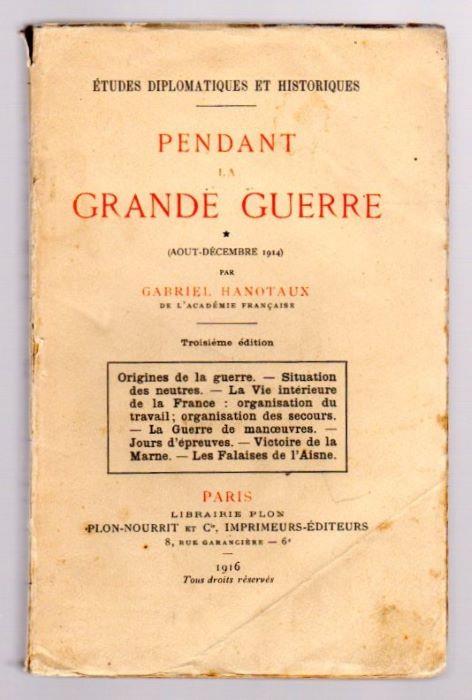 ÉTUDES DIPLOMATIQUES ET HISTORIQUES
PENDANT
LA
GRANDE GUERRE
★
(AOUT-DÉCEMBRE 1914)
PAR
GABRIEL HANOTAUX
DE L'ACADÉMIE FRANÇAISE
Troisième édition
Origines de la guerre. — Situation
des neutres. — La Vie intérieure
de la France : organisation du
travail; organisation des secours.
— La Guerre de manœuvres. —
Jours d'épreuves. — Victoire de la
Marne. — Les Falaises de l'Aisne.
PARIS
LIBRAIRIE PLON
PLON-NOURRIT ET Cie, IMPRIMEURS-ÉDITEURS
8, RUE GARANCIÈRE — 6e
1916
Tous droits réservés